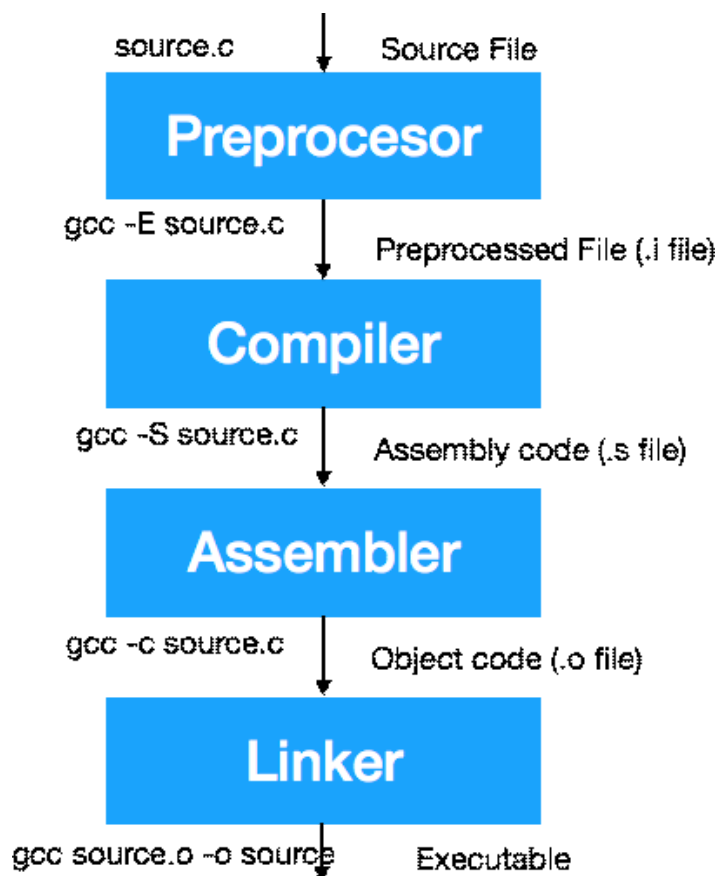 source.c Source File
Preprocesor
gcc -E source.c
Preprocessed File (.i file)
Compiler
gcc -S source.c
Assembly code (.s file)
Assembler
gcc -c source.c
Object code (.o file)
Linker
gcc source.o -o source Executable